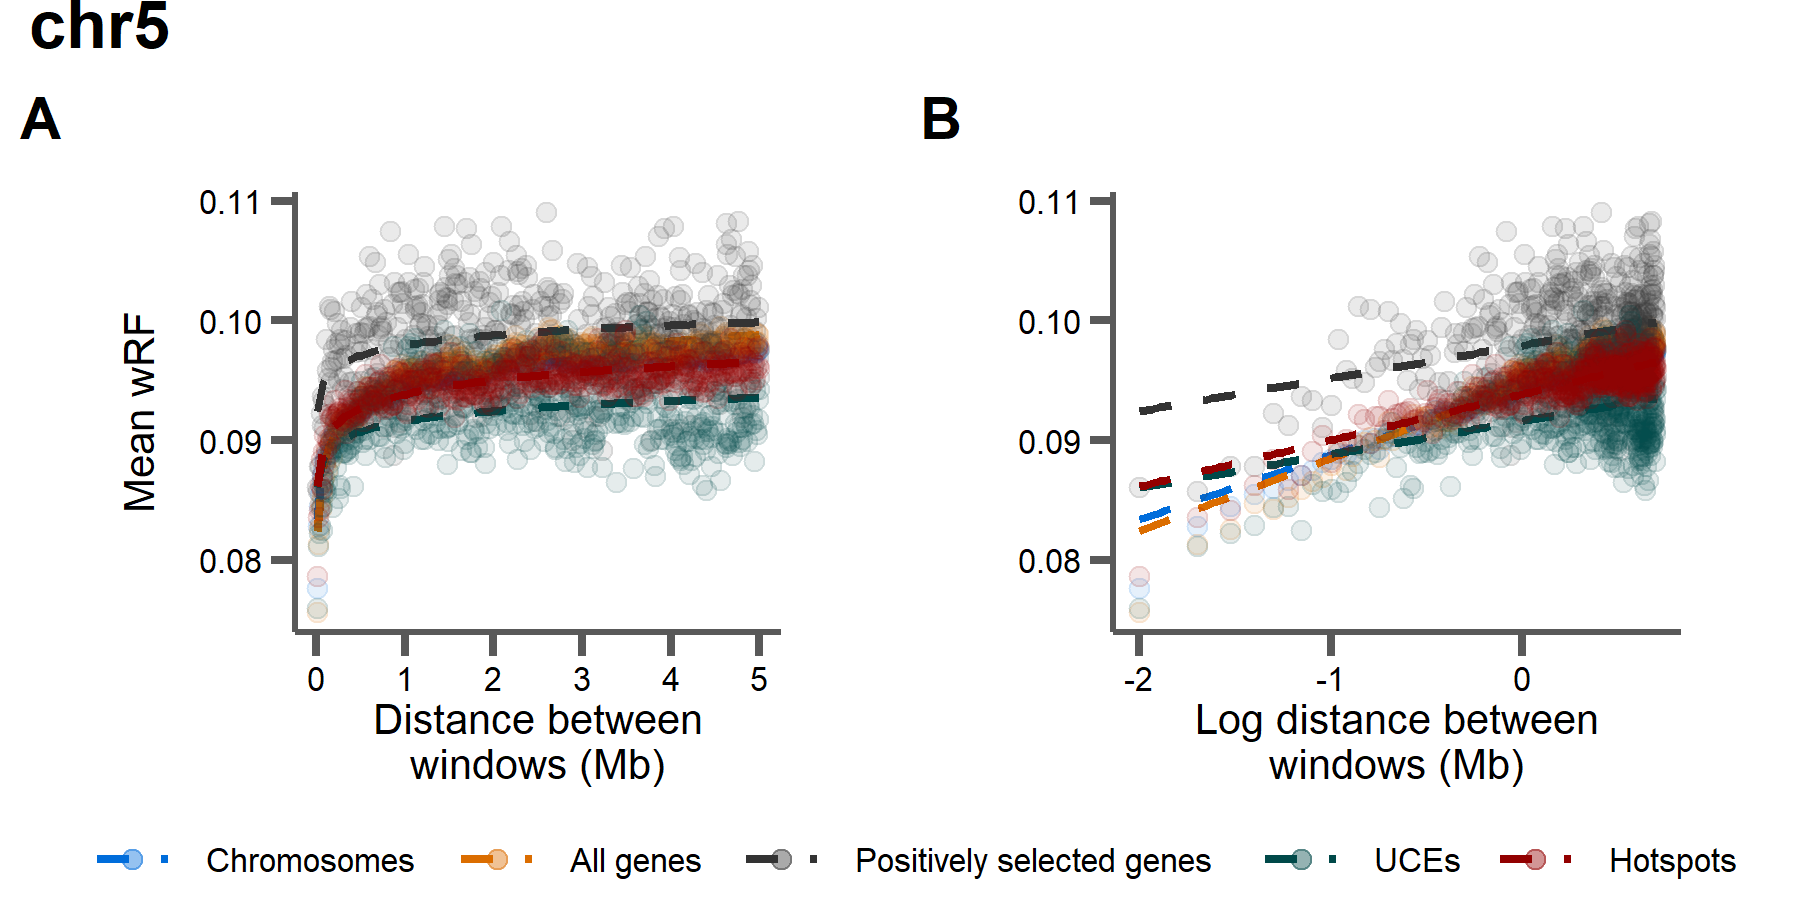 chr5
A
B
0.11
0.10
0.09
0.08
Mean wRF
0 1 2 3 4 5
Distance between
windows (Mb)
0.11
0.10
0.09
0.08
-2 -1 0
Log distance between
windows (Mb)
Chromosomes All genes Positively selected genes UCEs Hotspots